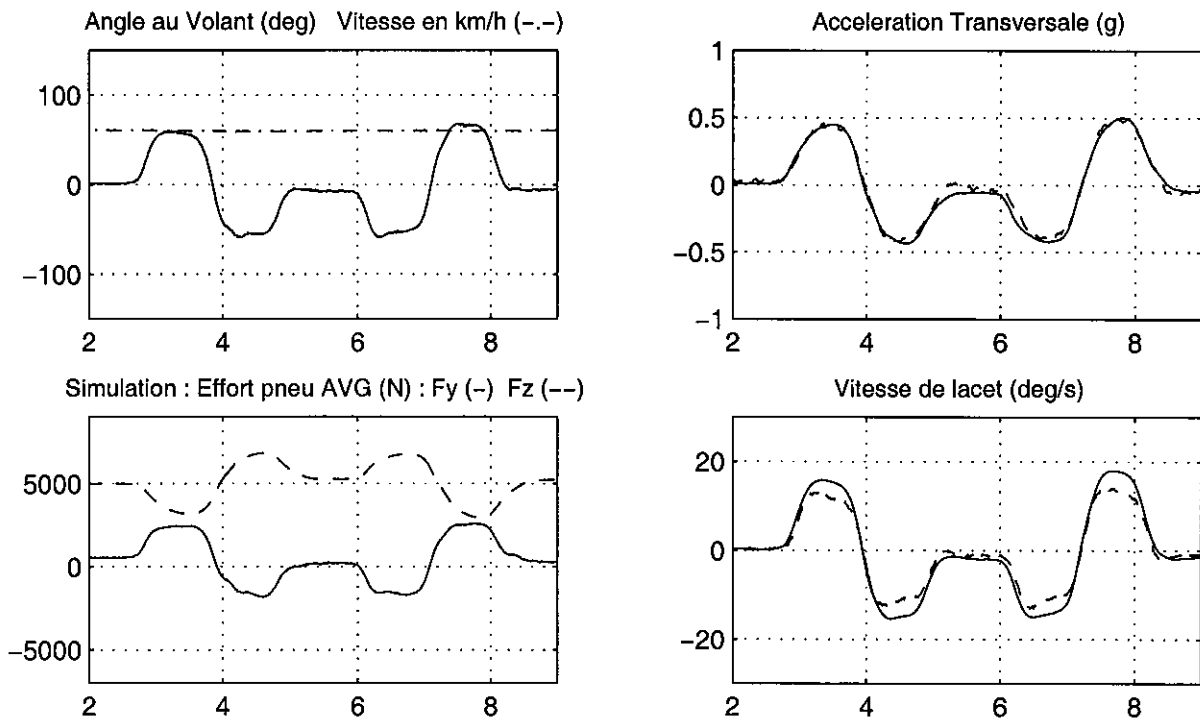 Angle au Volant (deg) Vitesse en km/h (-.-)
100
0
-100
2 4 6 8
Acceleration Transversale (g)
1
0.5
0
-0.5
-1
2 4 6 8
Simulation : Effort pneu AVG (N) : Fy (-) Fz (--)
5000
0
-5000
2 4 6 8
Vitesse de lacet (deg/s)
20
0
-20
2 4 6 8